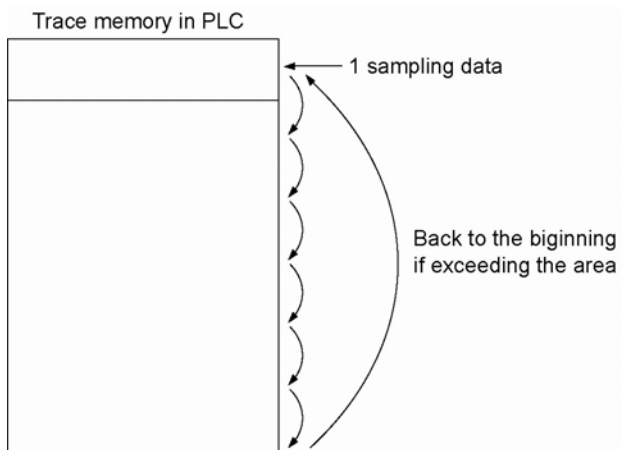 Trace memory in PLC
1 sampling data
Back to the biginning
if exceeding the area